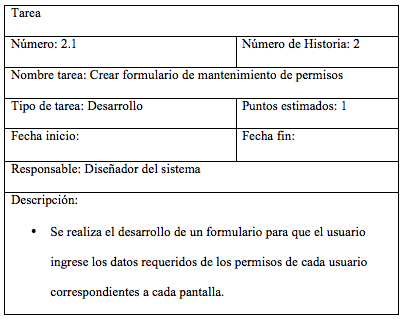 Tarea
Número: 2.1
Número de Historia: 2
Nombre tarea: Crear formulario de mantenimiento de permisos
Tipo de tarea: Desarrollo
Puntos estimados: 1
Fecha inicio:
Fecha fin:
Responsable: Diseñador del sistema
Descripción:
• Se realiza el desarrollo de un formulario para que el usuario
ingrese los datos requeridos de los permisos de cada usuario
correspondientes a cada pantalla.